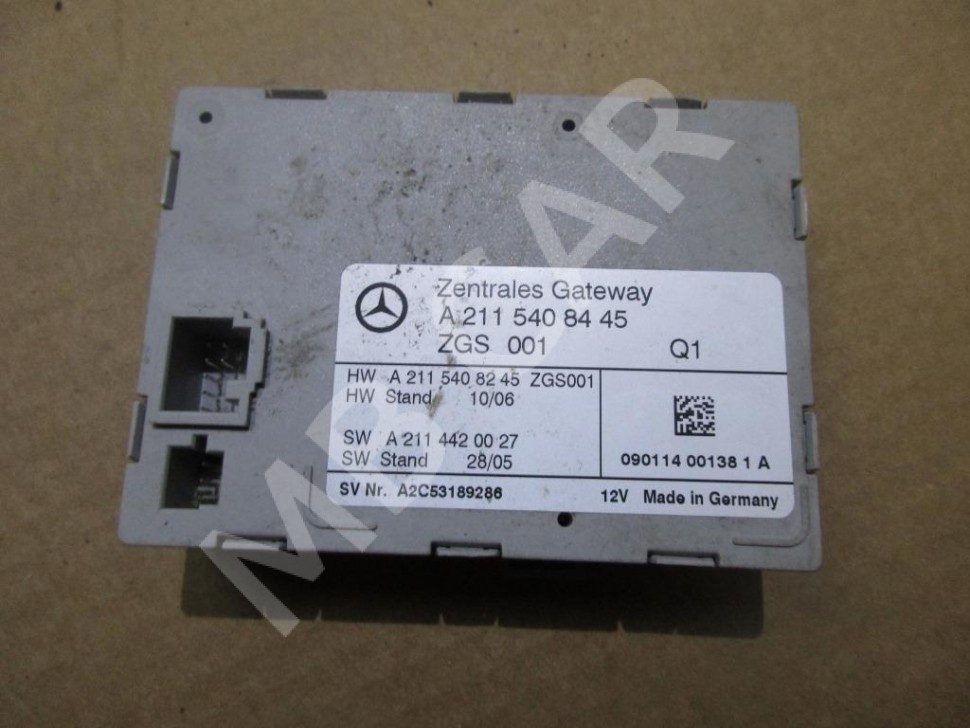 Zentrales Gateway
A 211 540 84 45
ZGS 001 Q1
HW A 211 540 82 45 ZGS001
HW Stand 10/06
SW A 211 442 00 27
SW Stand 28/05
090114 00138 1 A
SV Nr. A2C53189286 12V Made in Germany
MB CAR